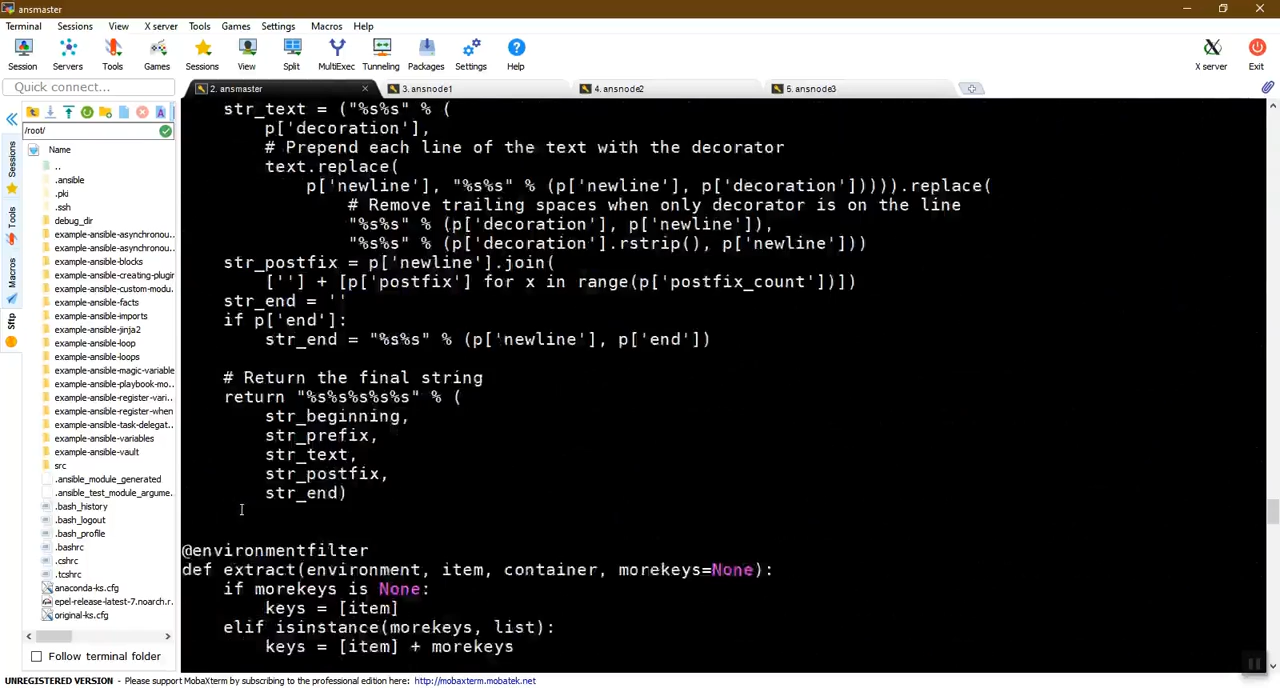 ansmaster
Terminal Sessions View X server Tools Games Settings Macros Help
Session Servers Tools Games Sessions View Split MultiExec Tunneling Packages Settings Help X server Exit
Quick connect...
2. ansmaster
3. ansnode1
4. ansnode2
5. ansnode3
/root/
Sessions
Tools
Macros
Sftp
Name
..
.ansible
.pki
.ssh
debug_dir
example-ansible-asynchronou...
example-ansible-asynchronou...
example-ansible-blocks
example-ansible-creating-plugin
example-ansible-custom-modu...
example-ansible-facts
example-ansible-imports
example-ansible-jinja2
example-ansible-loop
example-ansible-loops
example-ansible-magic-variable
example-ansible-playbook-mo...
example-ansible-register-vari...
example-ansible-register-when
example-ansible-task-delegat...
example-ansible-variables
example-ansible-vault
src
.ansible_module_generated
.ansible_test_module_argume...
.bash_history
.bash_logout
.bash_profile
.bashrc
.cshrc
.tcshrc
anaconda-ks.cfg
epel-release-latest-7.noarch.r...
original-ks.cfg
Follow terminal folder
str_text = ("%s%s" % (
p['decoration'],
# Prepend each line of the text with the decorator
text.replace(
p['newline'], "%s%s" % (p['newline'], p['decoration'])))).replace(
# Remove trailing spaces when only decorator is on the line
"%s%s" % (p['decoration'], p['newline']),
"%s%s" % (p['decoration'].rstrip(), p['newline']))
str_postfix = p['newline'].join(
[''] + [p['postfix'] for x in range(p['postfix_count'])])
str_end = ''
if p['end']:
str_end = "%s%s" % (p['newline'], p['end'])
# Return the final string
return "%s%s%s%s%s" % (
str_beginning,
str_prefix,
str_text,
str_postfix,
str_end)
@environmentfilter
def extract(environment, item, container, morekeys=None):
if morekeys is None:
keys = [item]
elif isinstance(morekeys, list):
keys = [item] + morekeys
UNREGISTERED VERSION - Please support MobaXterm by subscribing to the professional edition here: http://mobaxterm.mobatek.net